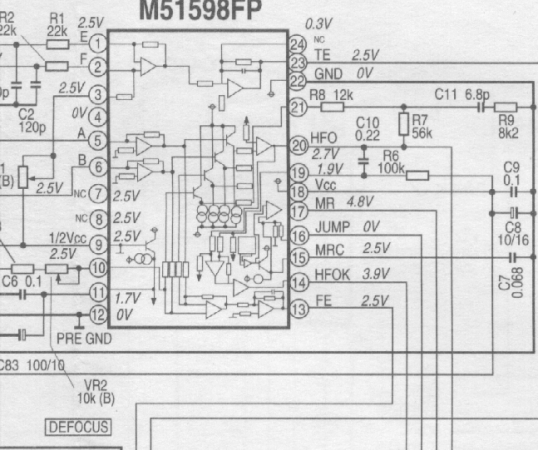 M51598FP
R1
22k
2.5V
E
1
F
2
R2
22k
2.5V
3
C2
120p
0V
4
A
5
B
6
(B)
2.5V
NC
7
2.5V
NC
8
2.5V
1/2Vcc
9
2.5V
2.5V
10
C6 0.1
11
1.7V
12
0V
PRE GND
C83 100/10
VR2
10k (B)
DEFOCUS
0.3V
24
NC
23
TE 2.5V
22
GND 0V
21
R8 12k
C11 6.8p
R7
56k
R9
8k2
C10
0.22
20
HFO
2.7V
19
1.9V
R6
100k
18
Vcc
C9
0.1
17
MR 4.8V
C8
10/16
16
JUMP 0V
15
MRC 2.5V
C7
0.068
14
HFOK 3.9V
13
FE 2.5V